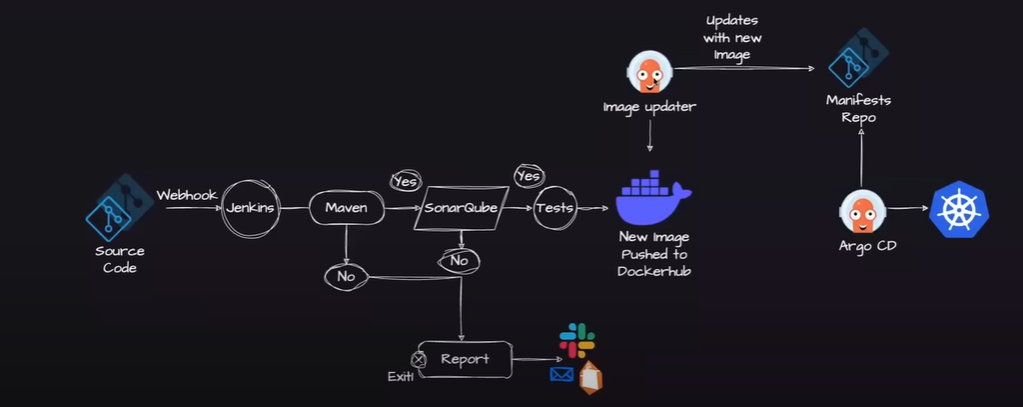 Updates
with new
Image
Image updater
Manifests
Repo
Webhook
Jenkins
Maven
Yes
SonarQube
Yes
Tests
Source
Code
No
No
New Image
Pushed to
Dockerhub
Argo CD
Report
Exit!